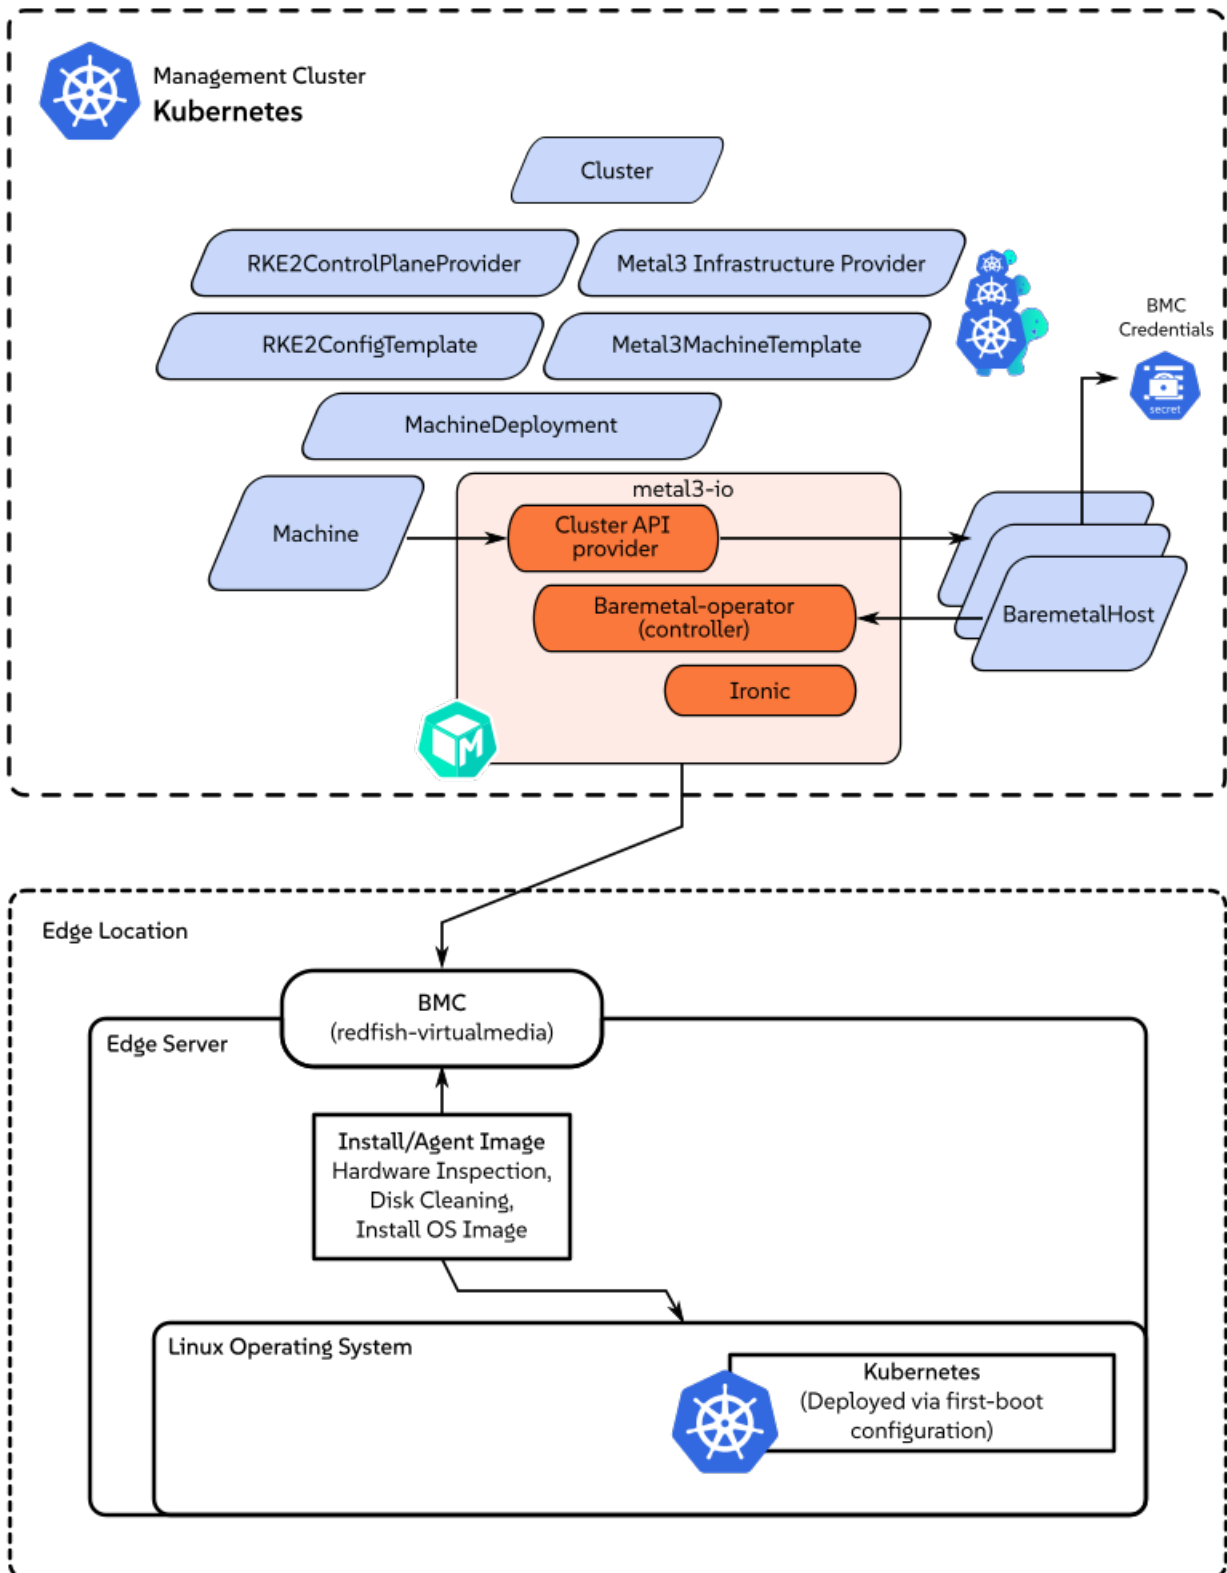 Management Cluster
Kubernetes
Cluster
RKE2ControlPlaneProvider
Metal3 Infrastructure Provider
RKE2ConfigTemplate
Metal3MachineTemplate
BMC
Credentials
secret
MachineDeployment
Machine
metal3-io
Cluster API
provider
Baremetal-operator
(controller)
Ironic
BaremetalHost
M
Edge Location
BMC
(redfish-virtualmedia)
Edge Server
Install/Agent Image
Hardware Inspection,
Disk Cleaning,
Install OS Image
Linux Operating System
Kubernetes
(Deployed via first-boot
configuration)